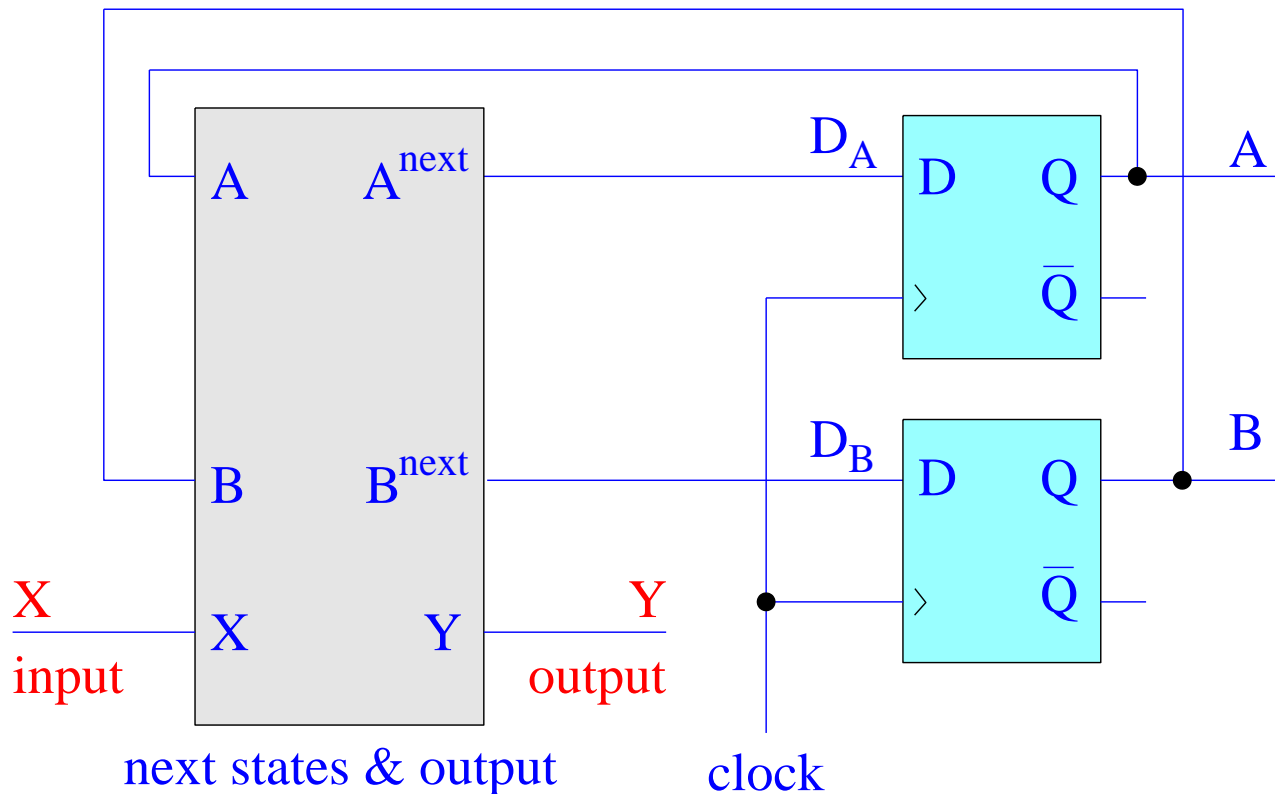 D_A
A
A A^next D Q
Q̅
D_B
B
B B^next D Q
X Y
Q̅
X Y
input output
next states & output
clock